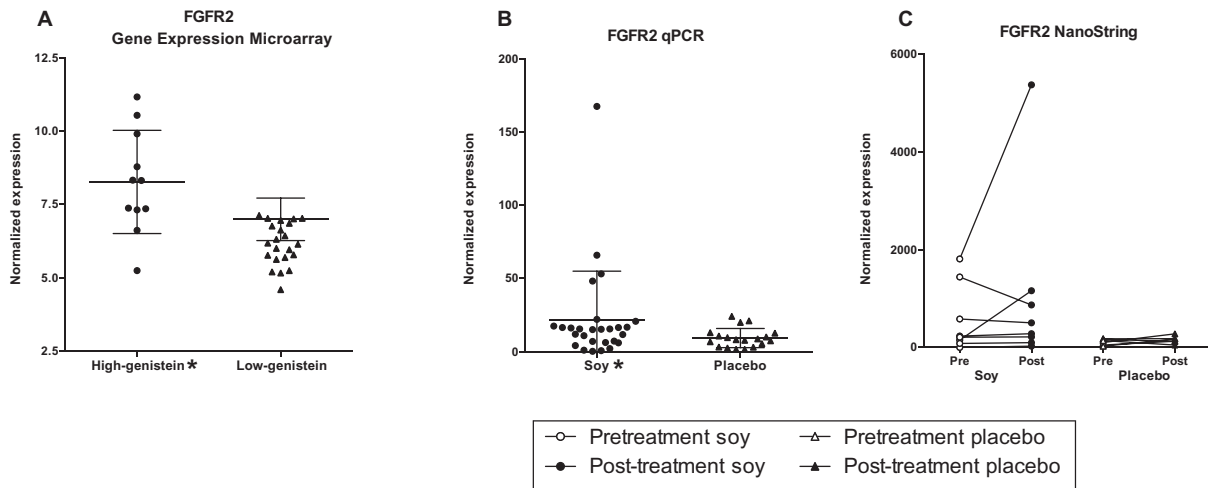 A
FGFR2
Gene Expression Microarray
Normalized expression
12.5
10.0
7.5
5.0
2.5
High-genistein *
Low-genistein
B
FGFR2 qPCR
Normalized expression
200
150
100
50
0
Soy *
Placebo
C
FGFR2 NanoString
Normalized expression
6000
4000
2000
0
Pre Post Pre Post
Soy Placebo
Pretreatment soy Pretreatment placebo
Post-treatment soy Post-treatment placebo